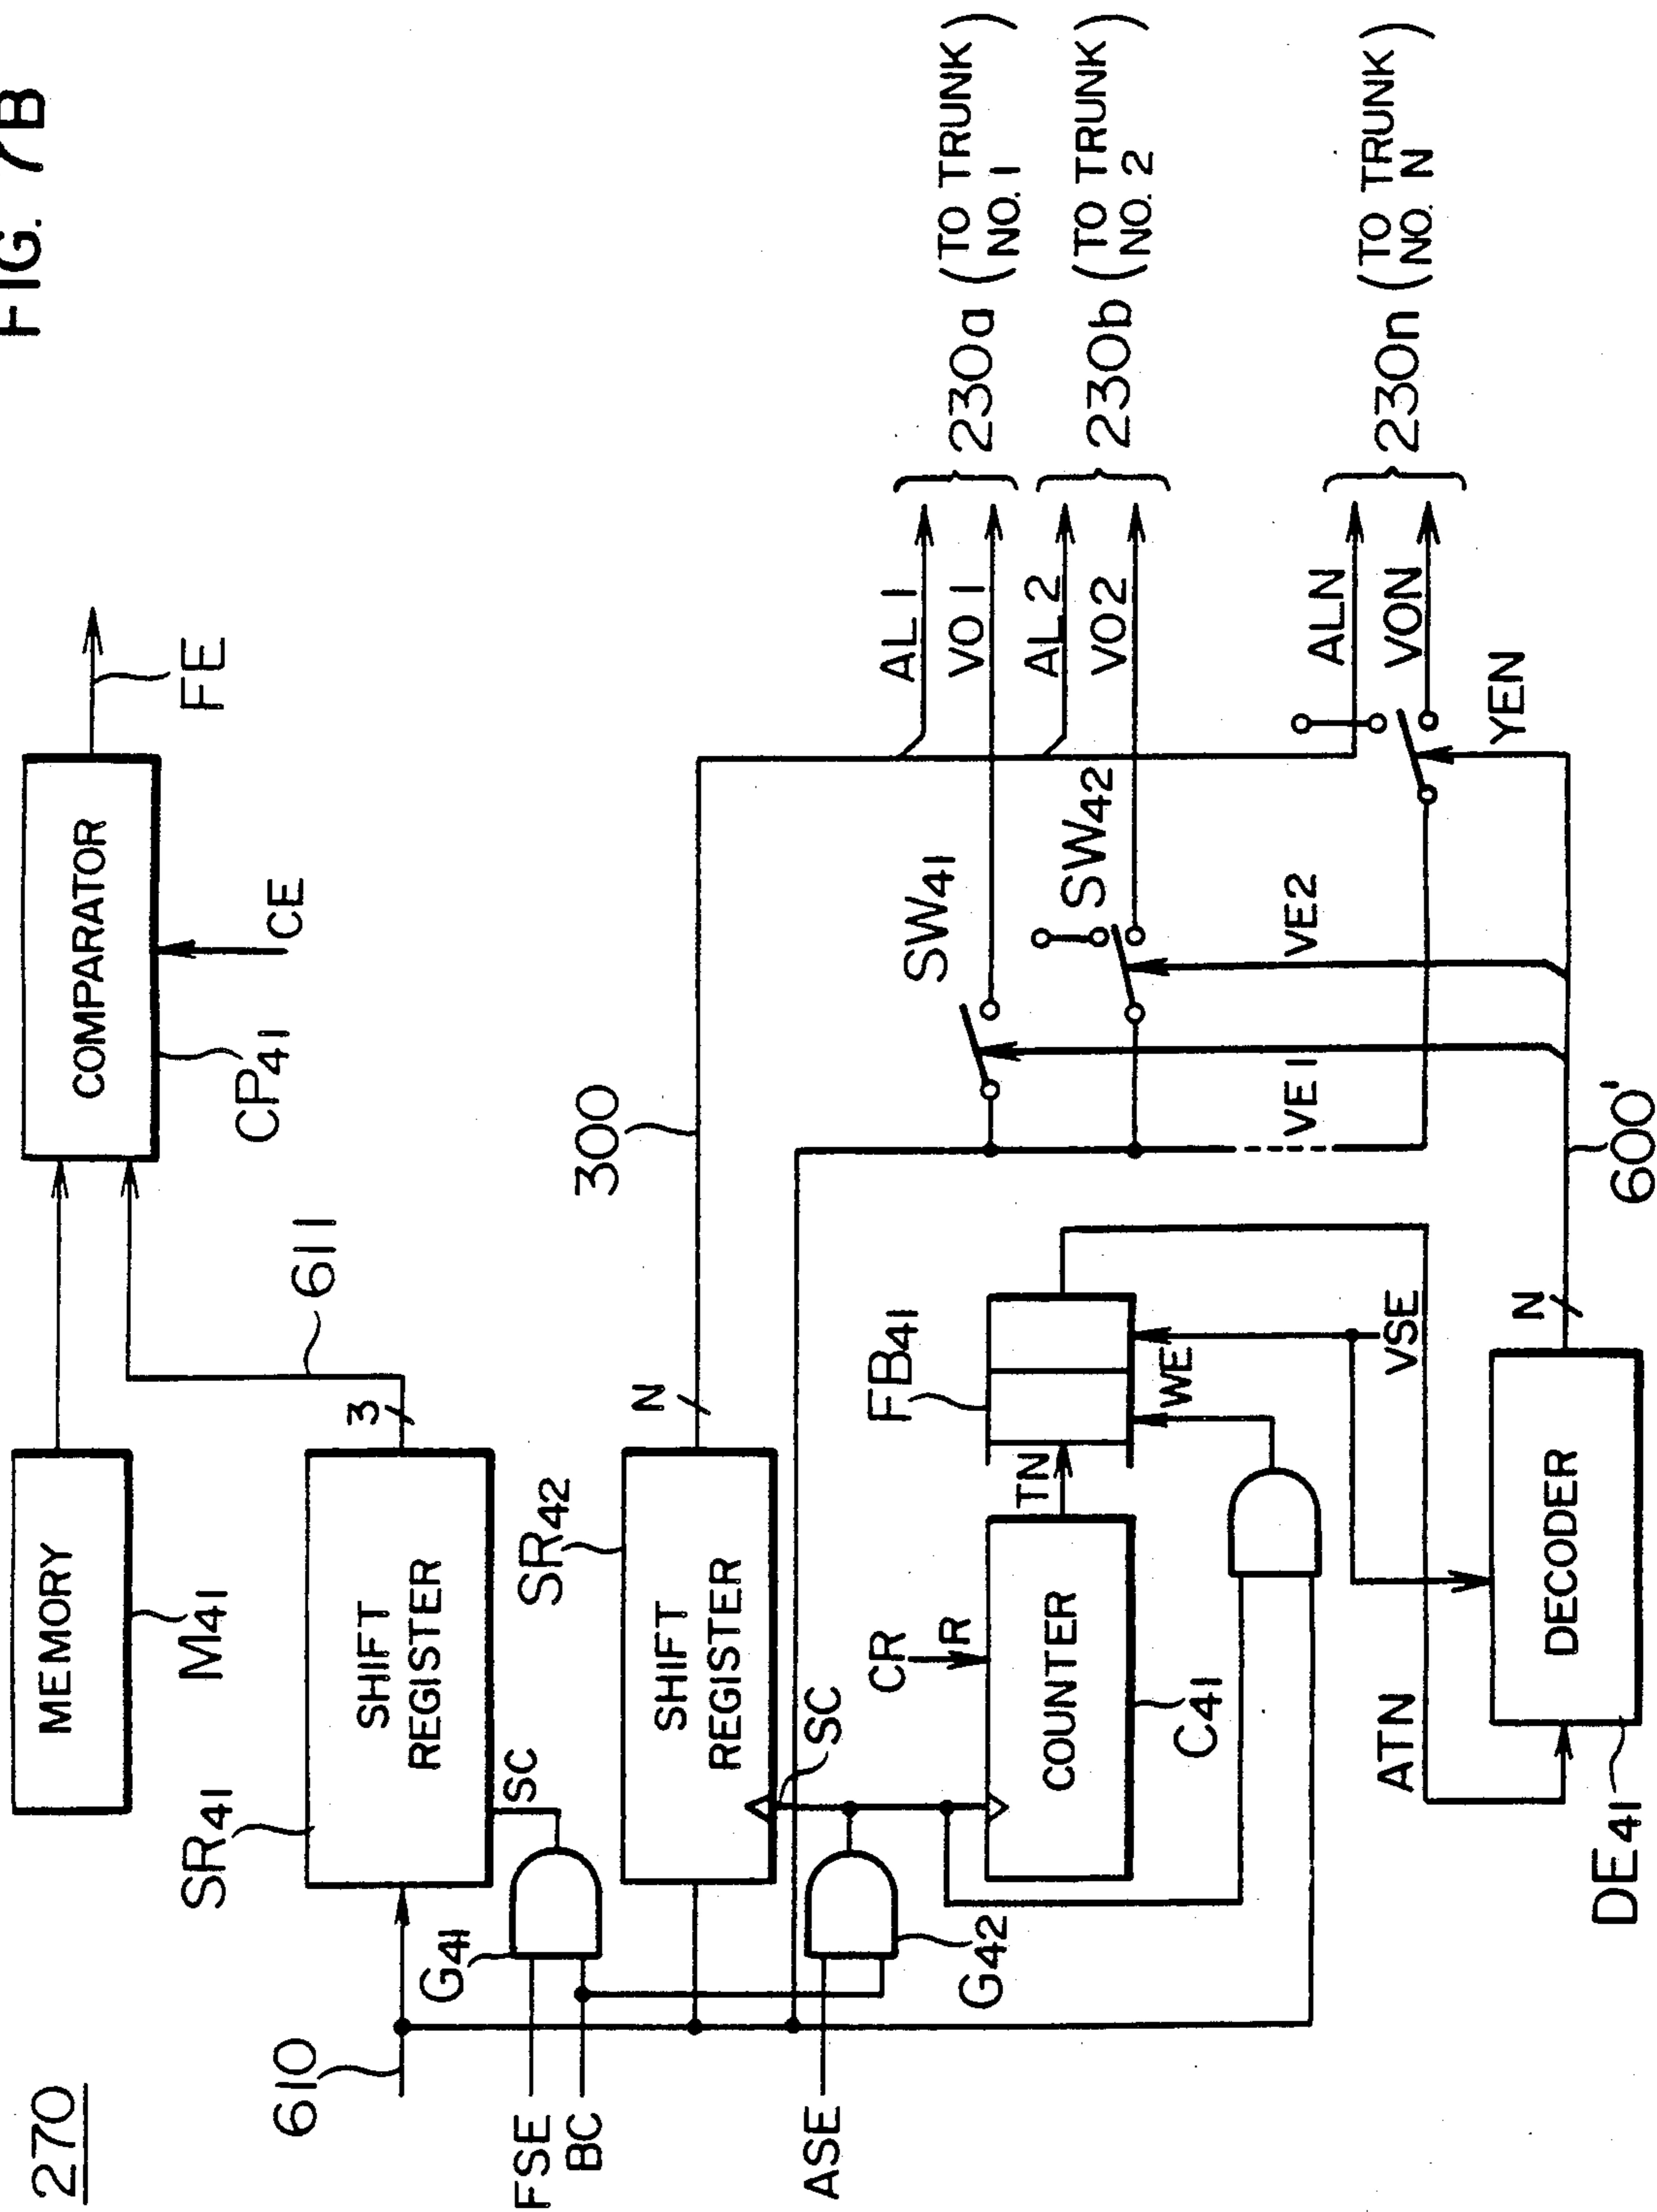 FIG. 7B
270
MEMORY
M41
COMPARATOR
CP41
CE
FE
SR41
SHIFT
REGISTER
3
611
610
G41
SC
FSE
BC
SR42
SHIFT
REGISTER
N
300
SC
ASE
G42
CR
R
COUNTER
C41
TN
FB41
WE
VSE
ATN
DECODER
DE41
N
600'
SW41
SW42
VE1
VE2
YEN
AL1
VO1
AL2
VO2
ALN
VON
230a (TO TRUNK
NO. 1)
230b (TO TRUNK
NO. 2)
230n (TO TRUNK
NO. N)